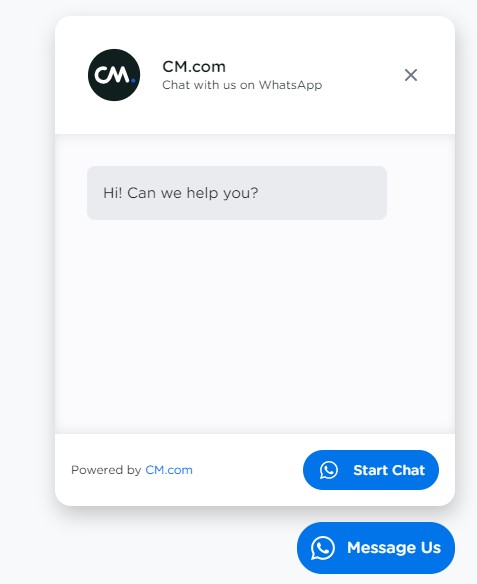 CM.
CM.com
Chat with us on WhatsApp
Hi! Can we help you?
Powered by CM.com
Start Chat
Message Us